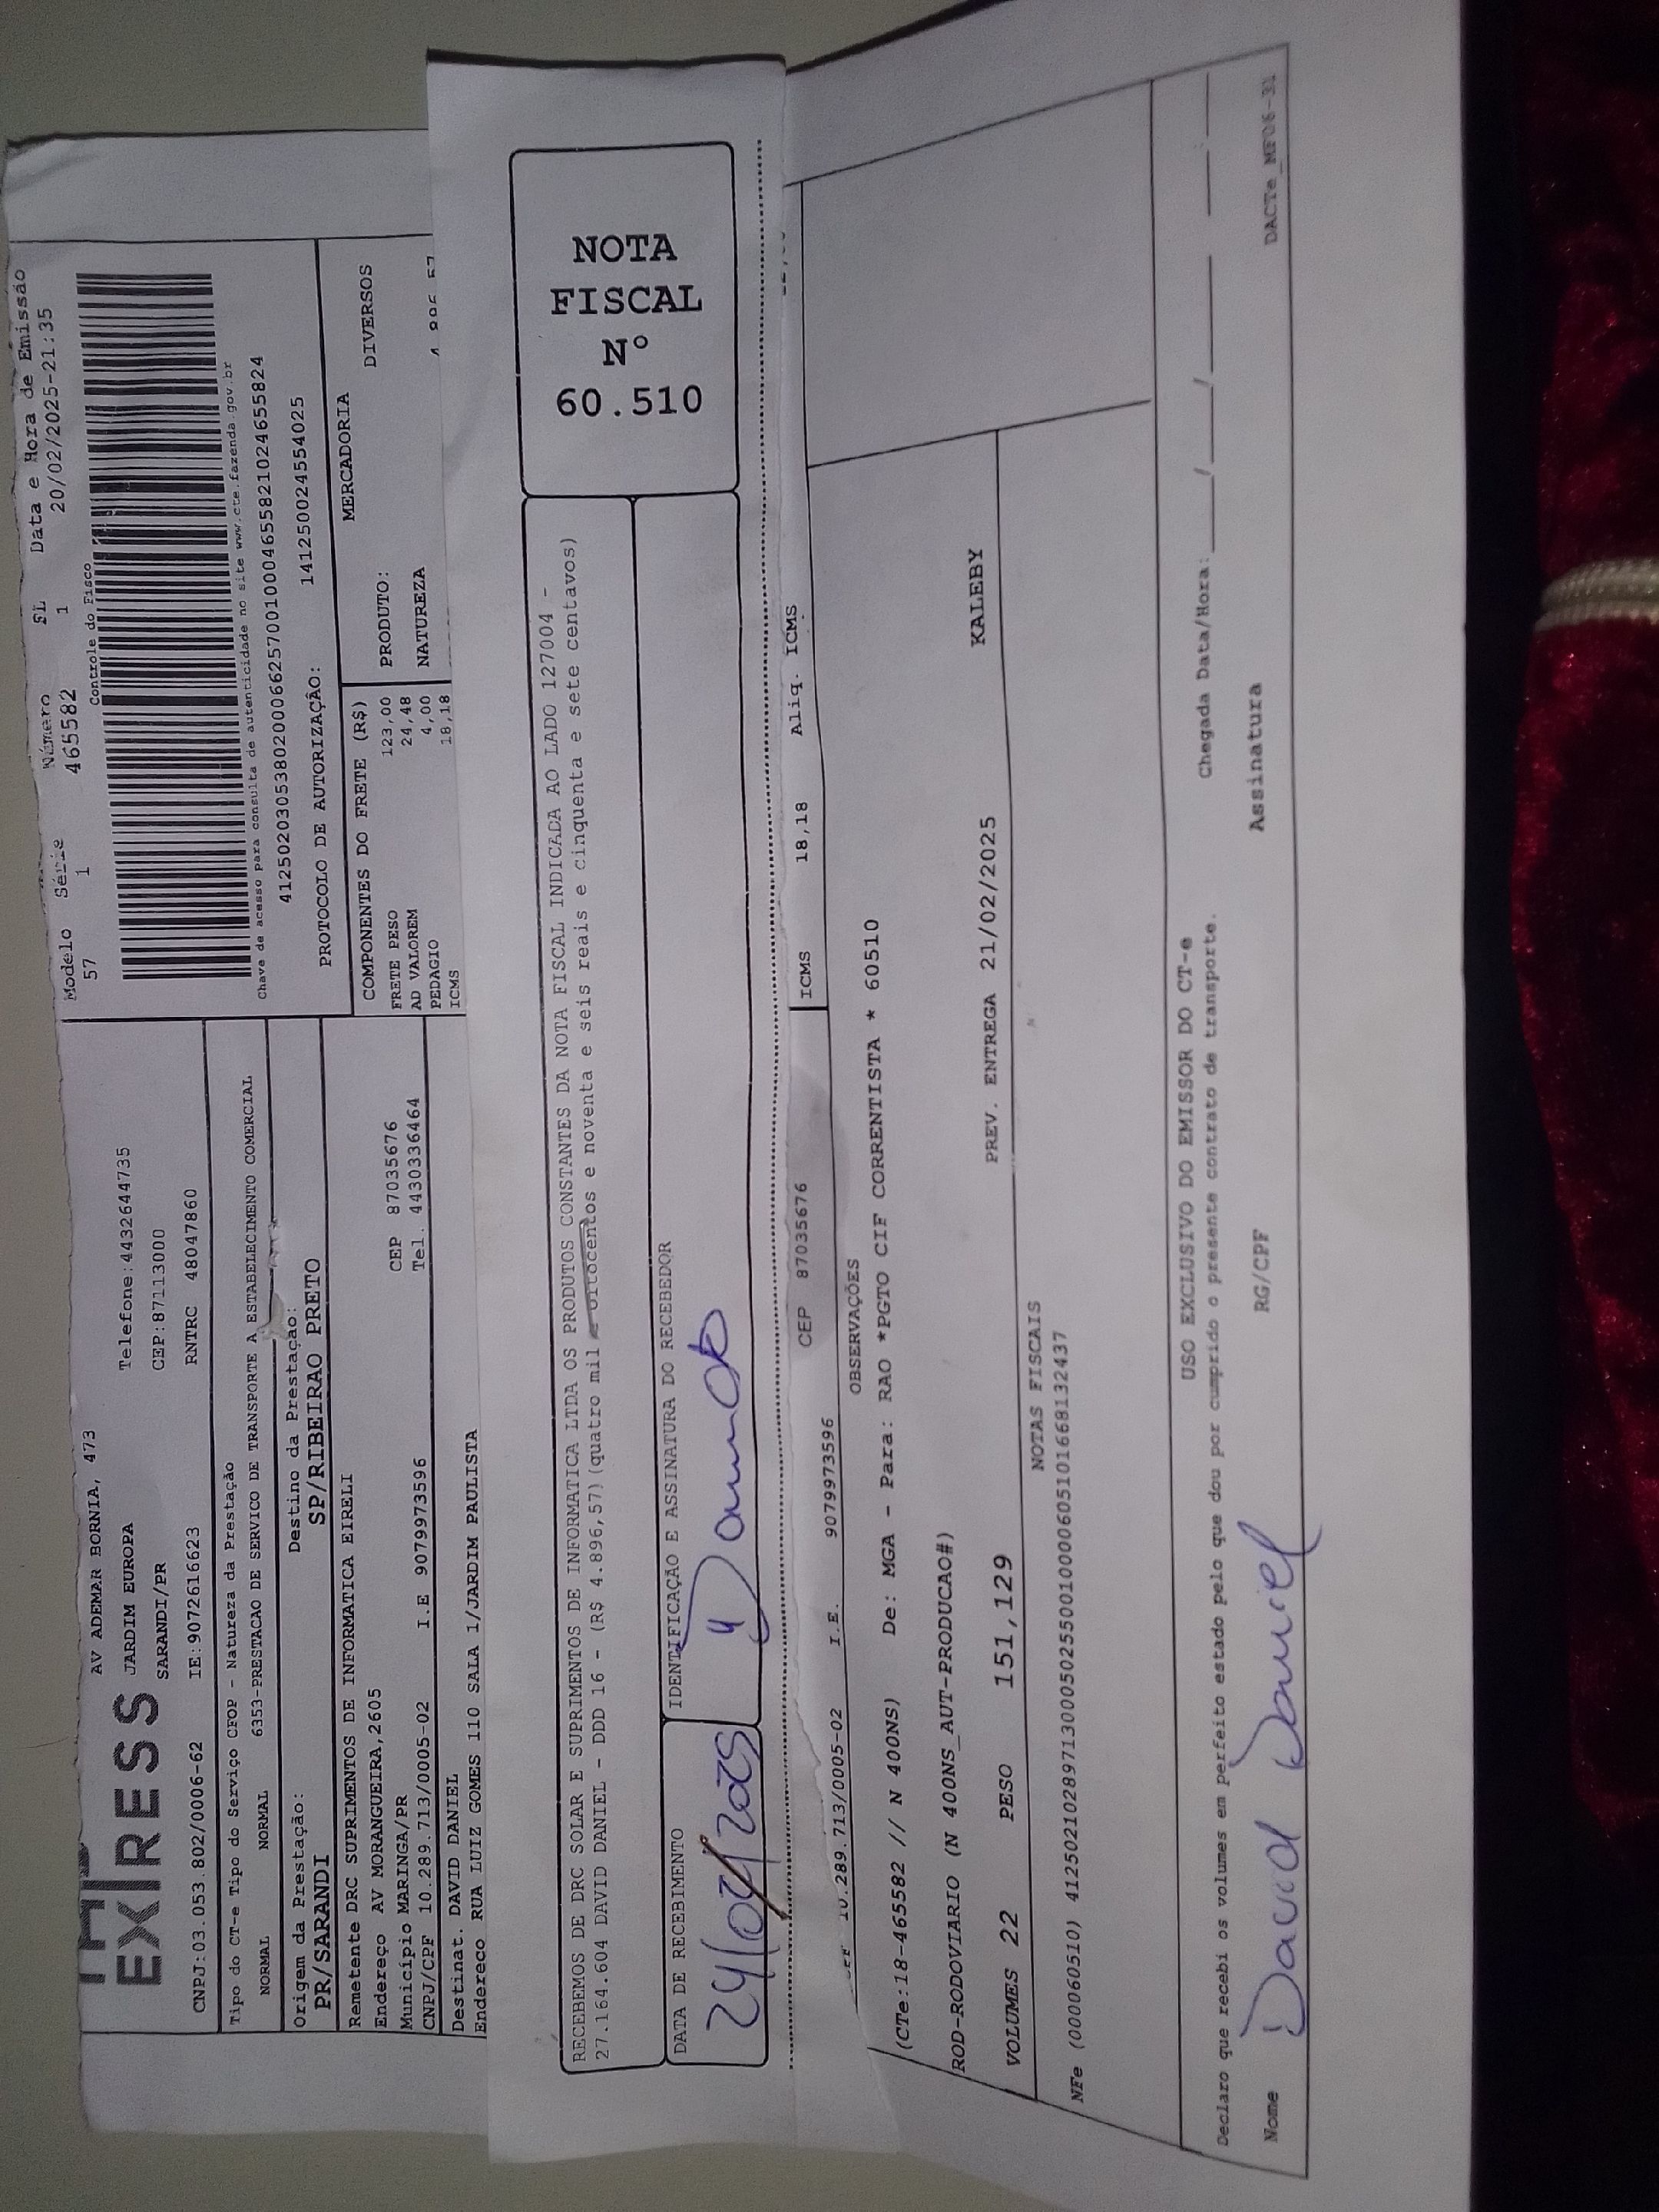 EX RESS
AV ADEMAR BORNIA, 473
JARDIM EUROPA Telefone:4432644735
SARANDI/PR CEP:87113000
CNPJ:03.053.802/0006-62 IE:9072616623 RNTRC 48047860
Tipo do CT-e Tipo do Serviço CFOP - Natureza da Prestação
NORMAL NORMAL 6353-PRESTACAO DE SERVICO DE TRANSPORTE A ESTABELECIMENTO COMERCIAL
Origem da Prestação: Destino da Prestação:
PR/SARANDI SP/RIBEIRAO PRETO
Remetente DRC SUPRIMENTOS DE INFORMATICA EIRELI
Endereço AV MORANGUEIRA,2605
Município MARINGA/PR CEP 87035676
CNPJ/CPF 10.289.713/0005-02 I.E 9079973596 Tel. 443036464
Destinat. DAVID DANIEL
Endereco RUA LUIZ GOMES 110 SALA 1/JARDIM PAULISTA
Modelo Série Número FL Data e Hora de Emissão
57 1 465582 1 20/02/2025-21:35
Controle do Fisco
Chave de acesso para consulta de autenticidade no site www.cte.fazenda.gov.br
PROTOCOLO DE AUTORIZAÇÃO: 141250024554025
COMPONENTES DO FRETE (R$) MERCADORIA
FRETE PESO 123,00 PRODUTO: DIVERSOS
AD VALOREM 24,48 NATUREZA
PEDAGIO 4,00
ICMS 18,18
RECEBEMOS DE DRC SOLAR E SUPRIMENTOS DE INFORMATICA LTDA OS PRODUTOS CONSTANTES DA NOTA FISCAL INDICADA AO LADO 127004 -
27.164.604 DAVID DANIEL - DDD 16 - (R$ 4.896,57) (quatro mil e oitocentos e noventa e seis reais e cinquenta e sete centavos)
DATA DE RECEBIMENTO IDENTIFICAÇÃO E ASSINATURA DO RECEBEDOR
NOTA
FISCAL
Nº
60.510
10.289.713/0005-02 I.E. 9079973596 CEP 87035676 ICMS 18,18 Aliq. ICMS
OBSERVAÇÕES
(CTe:18-465582 // N 400NS) De: MGA - Para: RAO *PGTO CIF CORRENTISTA * 60510
ROD-RODOVIARIO (N 400NS_AUT-PRODUCAO#)
VOLUMES 22 PESO 151,129 PREV. ENTREGA 21/02/2025 KALEBY
NOTAS FISCAIS
NFe (000060510) 41250210289713000502550010000605101668132437
USO EXCLUSIVO DO EMISSOR DO CT-e
Declaro que recebi os volumes em perfeito estado pelo que dou por cumprido o presente contrato de transporte. Chegada Data/Hora: ___/___/_____ ___:___
Nome David Daniel RG/CPF Assinatura
DACTe_MF06-31